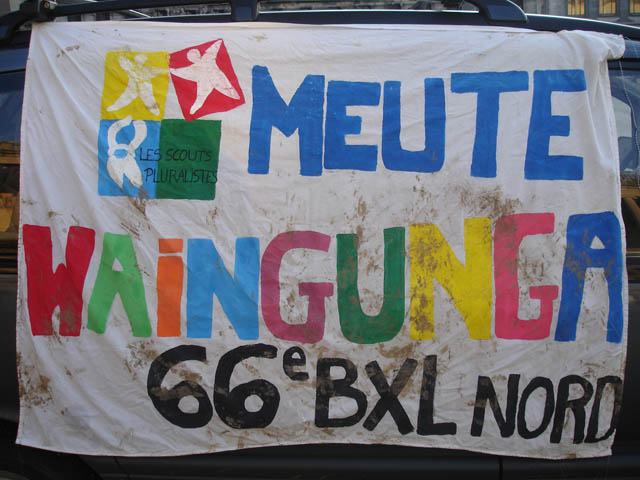 LES SCOUTS
PLURALISTES
MEUTE
WAiNGUNGA
66e BXL NORD